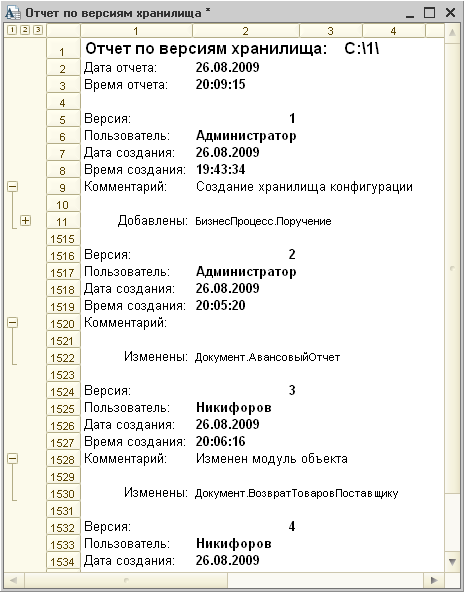 Отчет по версиям хранилища *
1 2 3
1 2 3 4
1 Отчет по версиям хранилища: C:\1\
2 Дата отчета: 26.08.2009
3 Время отчета: 20:09:15
4
5 Версия: 1
6 Пользователь: Администратор
7 Дата создания: 26.08.2009
8 Время создания: 19:43:34
9 Комментарий: Создание хранилища конфигурации
10
11 Добавлены: БизнесПроцесс.Поручение
1515
1516 Версия: 2
1517 Пользователь: Администратор
1518 Дата создания: 26.08.2009
1519 Время создания: 20:05:20
1520 Комментарий:
1521
1522 Изменены: Документ.АвансовыйОтчет
1523
1524 Версия: 3
1525 Пользователь: Никифоров
1526 Дата создания: 26.08.2009
1527 Время создания: 20:06:16
1528 Комментарий: Изменен модуль объекта
1529
1530 Изменены: Документ.ВозвратТоваровПоставщику
1531
1532 Версия: 4
1533 Пользователь: Никифоров
1534 Дата создания: 26.08.2009